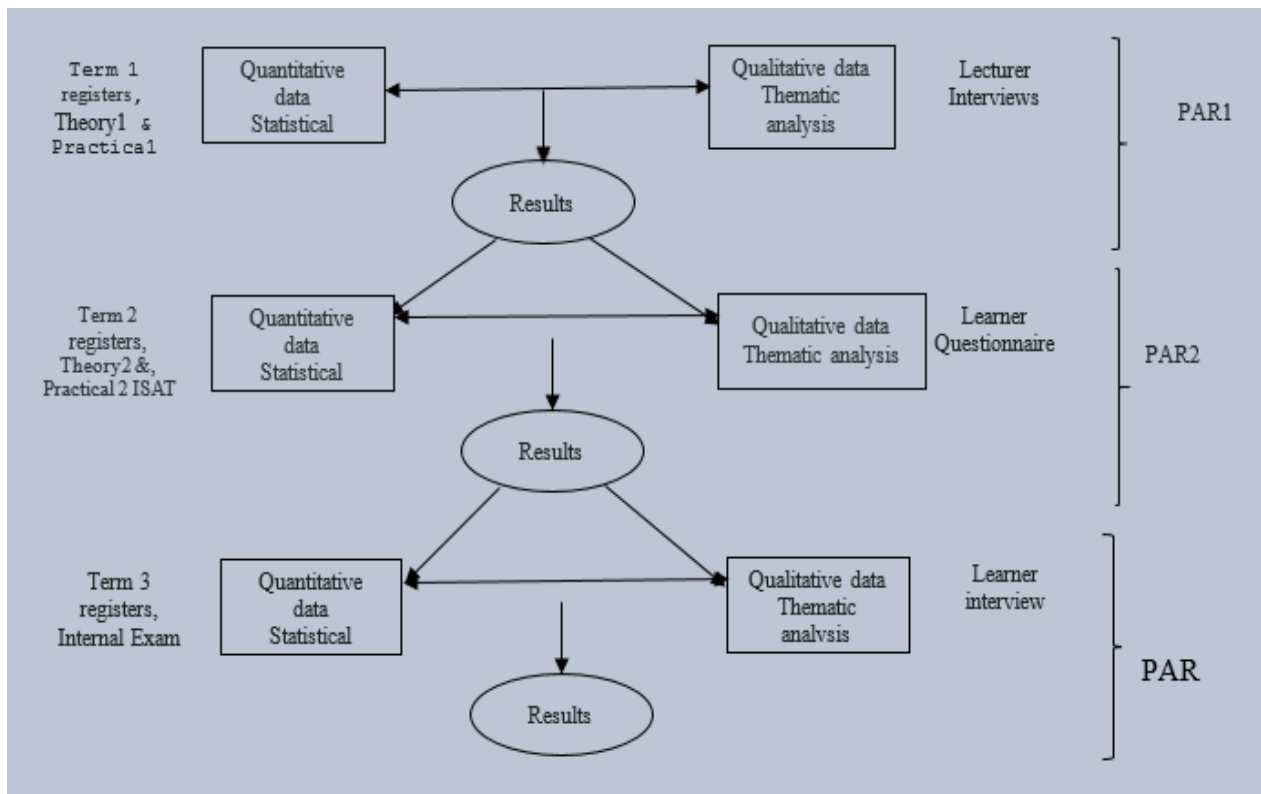 Term 1
registers,
Theory1 &
Practical
Quantitative
data
Statistical
Qualitative data
Thematic
analysis
Lecturer
Interviews
PAR1
Results
Term 2
registers,
Theory2 &,
Practical 2 ISAT
Quantitative
data
Statistical
Qualitative data
Thematic analysis
Learner
Questionnaire
PAR2
Results
Term 3
registers,
Internal Exam
Quantitative
data
Statistical
Qualitative data
Thematic
analysis
Learner
interview
PAR
Results